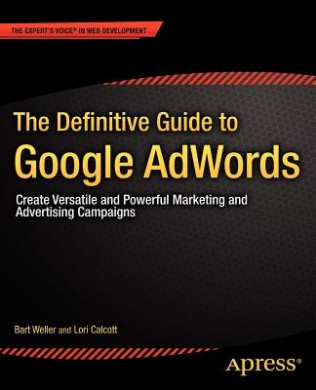 THE EXPERT'S VOICE® IN WEB DEVELOPMENT
The Definitive Guide to
Google AdWords
Create Versatile and Powerful Marketing and
Advertising Campaigns
Bart Weller and Lori Calcott
Apress®